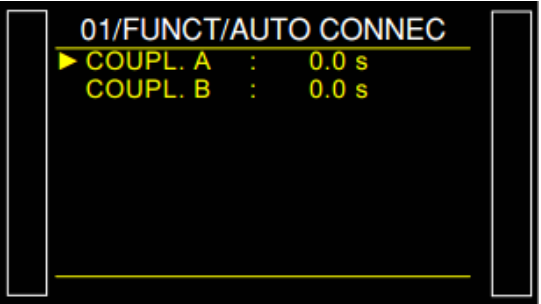 01/FUNCT/AUTO CONNEC
► COUPL. A : 0.0 s
COUPL. B : 0.0 s